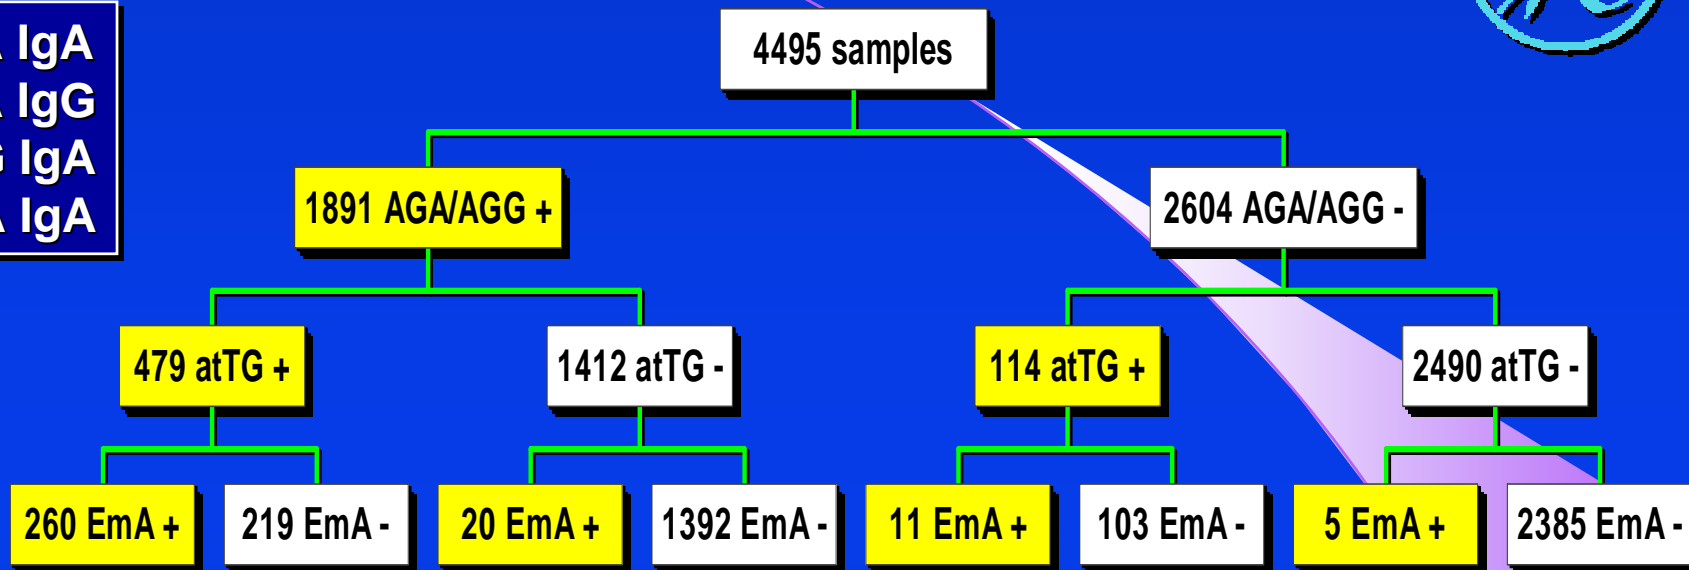 IgA
IgG
IgA
IgA
4495 samples
1891 AGA/AGG +
2604 AGA/AGG -
479 atTG +
1412 atTG -
114 atTG +
2490 atTG -
260 EmA +
219 EmA -
20 EmA +
1392 EmA -
11 EmA +
103 EmA -
5 EmA +
2385 EmA -